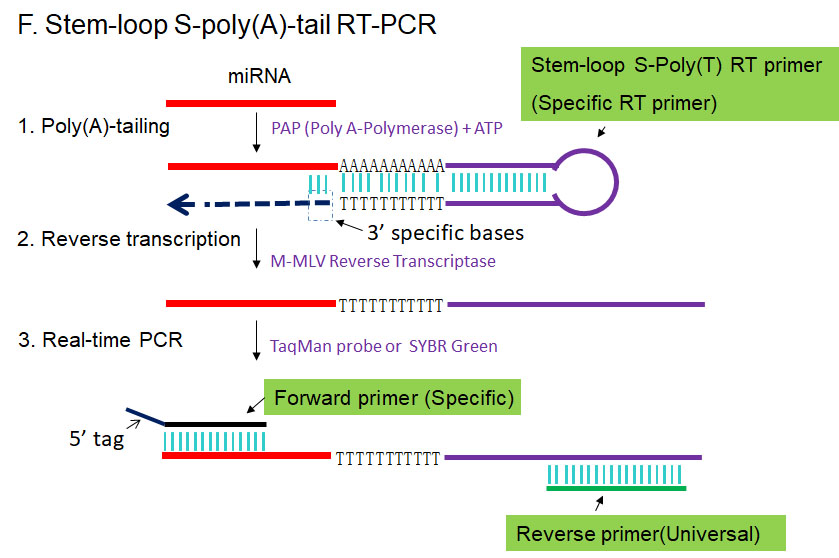 F. Stem-loop S-poly(A)-tail RT-PCR
Stem-loop S-Poly(T) RT primer
(Specific RT primer)
miRNA
1. Poly(A)-tailing
PAP (Poly A-Polymerase) + ATP
AAAAAAAAAAA
TTTTTTTTTTT
3’ specific bases
2. Reverse transcription
M-MLV Reverse Transcriptase
TTTTTTTTTTT
3. Real-time PCR
TaqMan probe or SYBR Green
Forward primer (Specific)
5’ tag
TTTTTTTTTTT
Reverse primer(Universal)